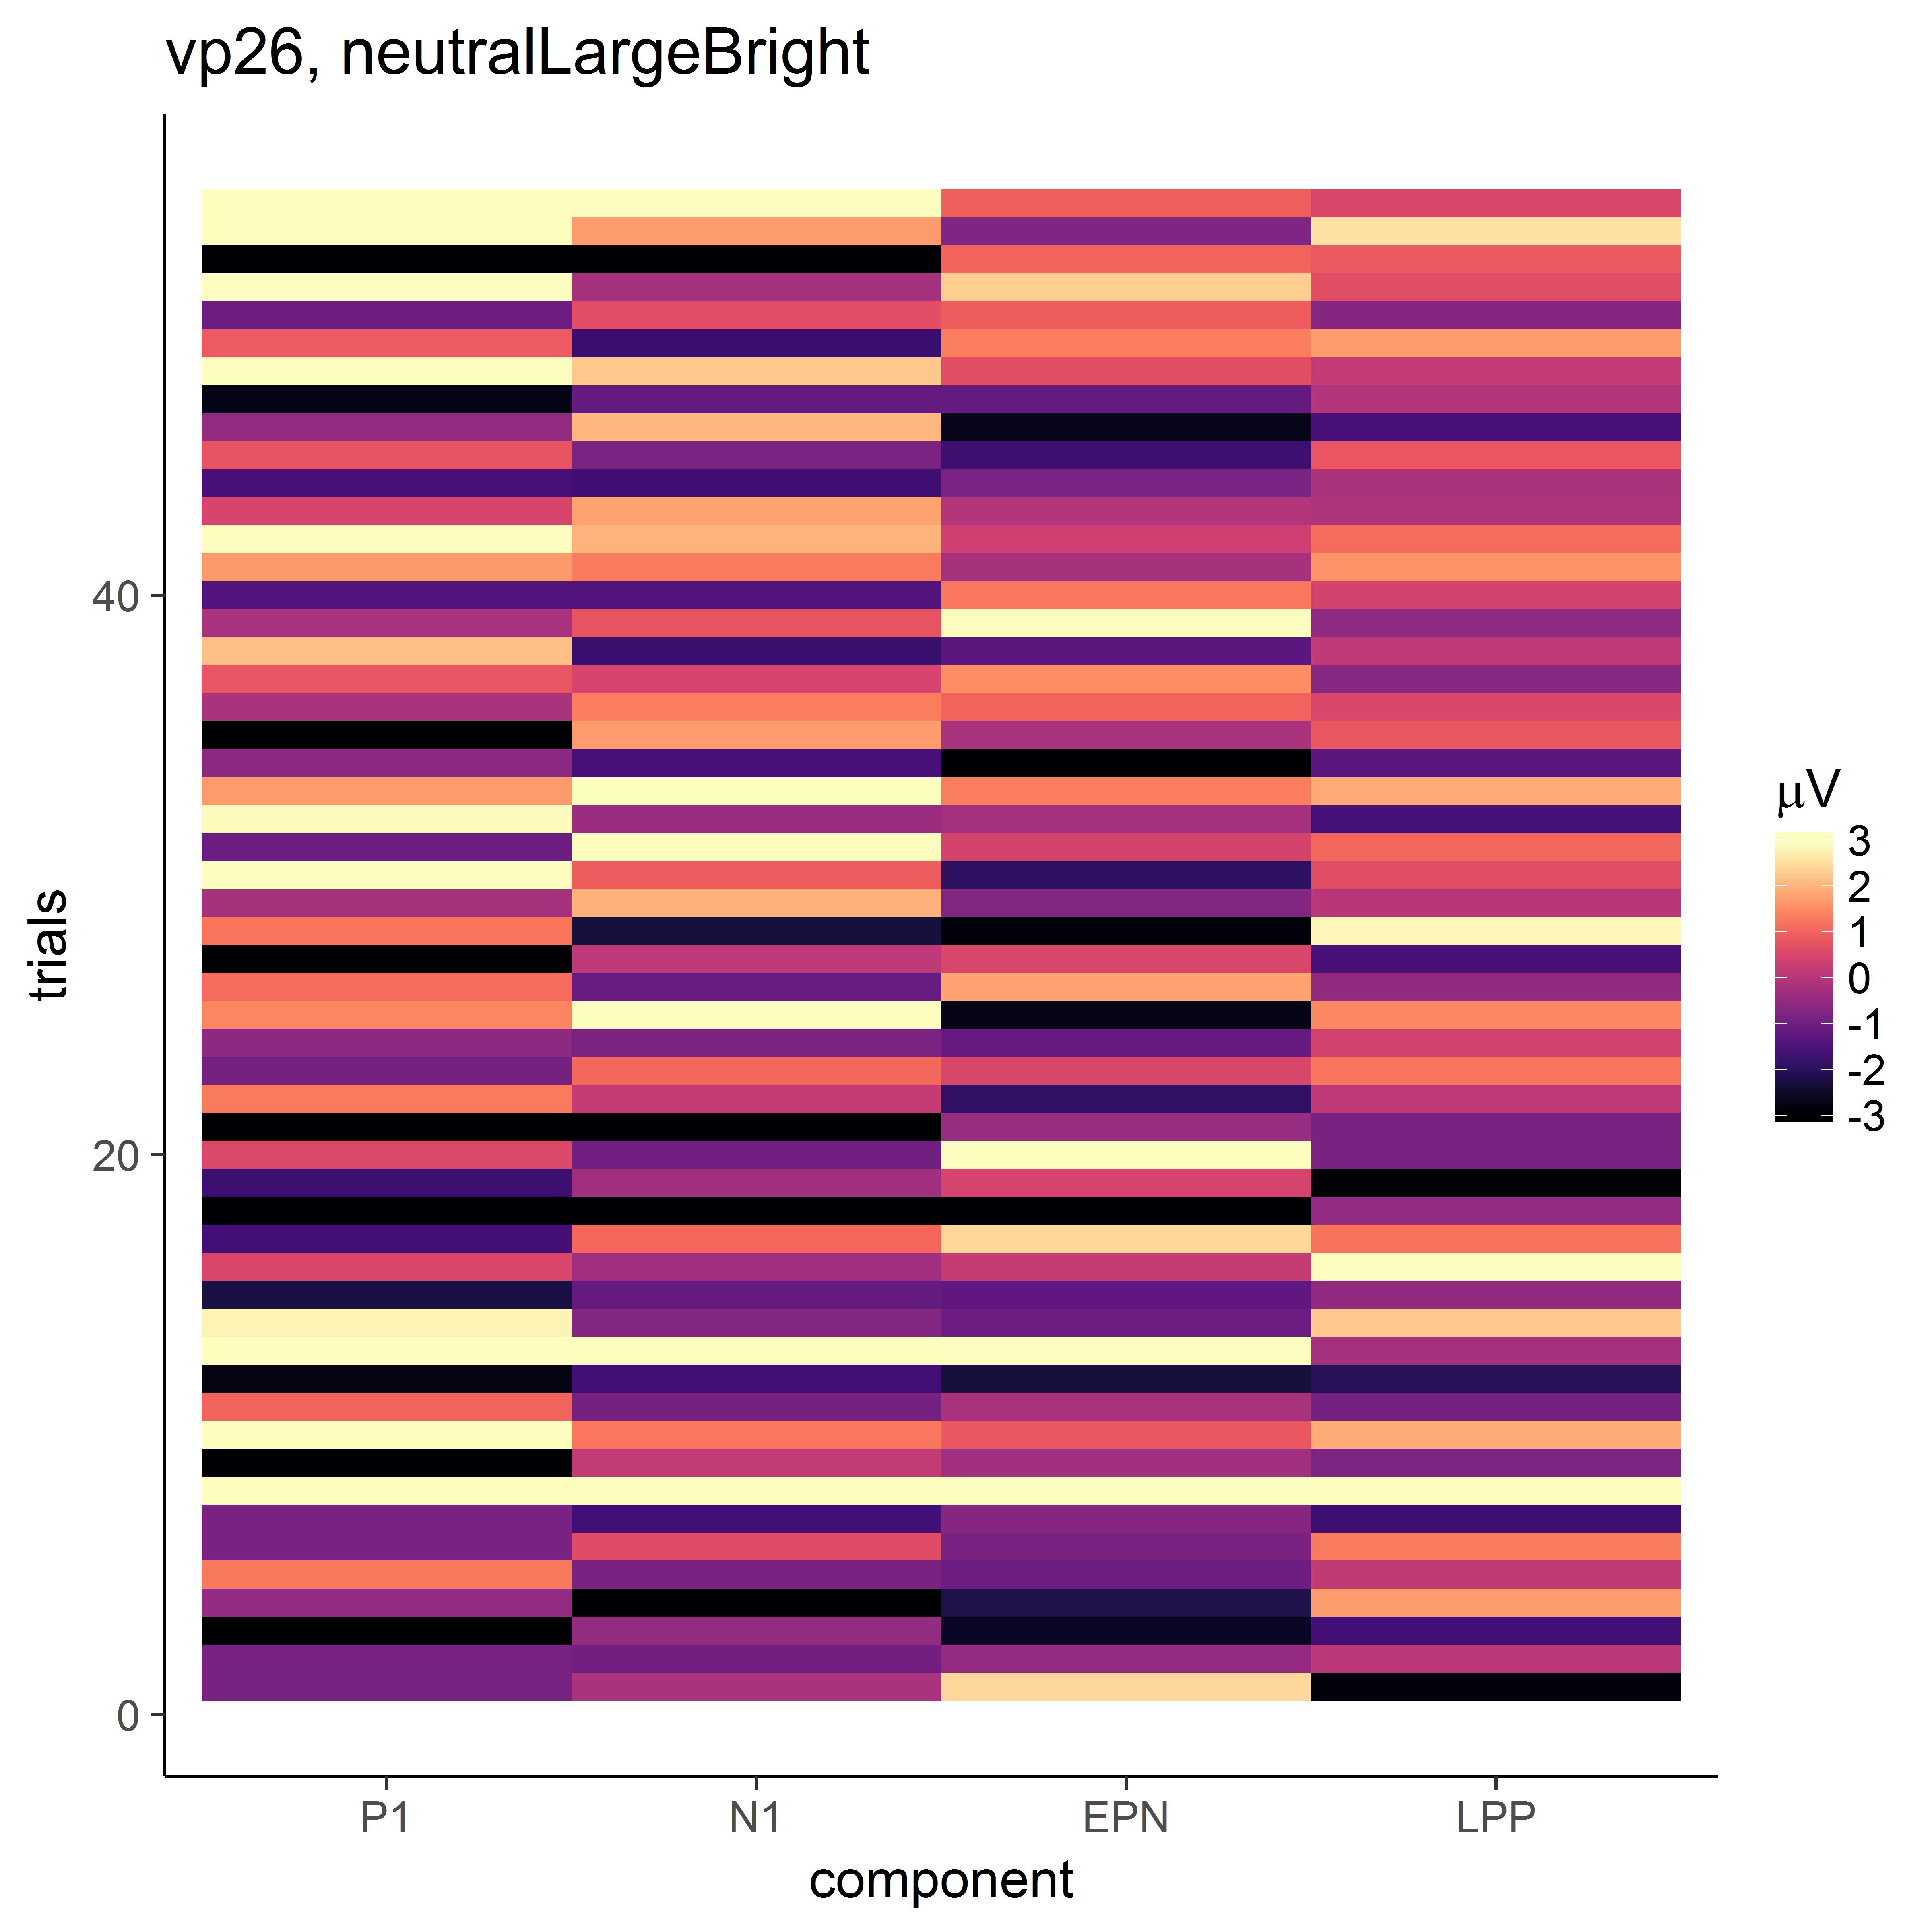 vp26, neutralLargeBright
40
20
0
trials
P1 N1 EPN LPP
component
μV
3
2
1
0
-1
-2
-3